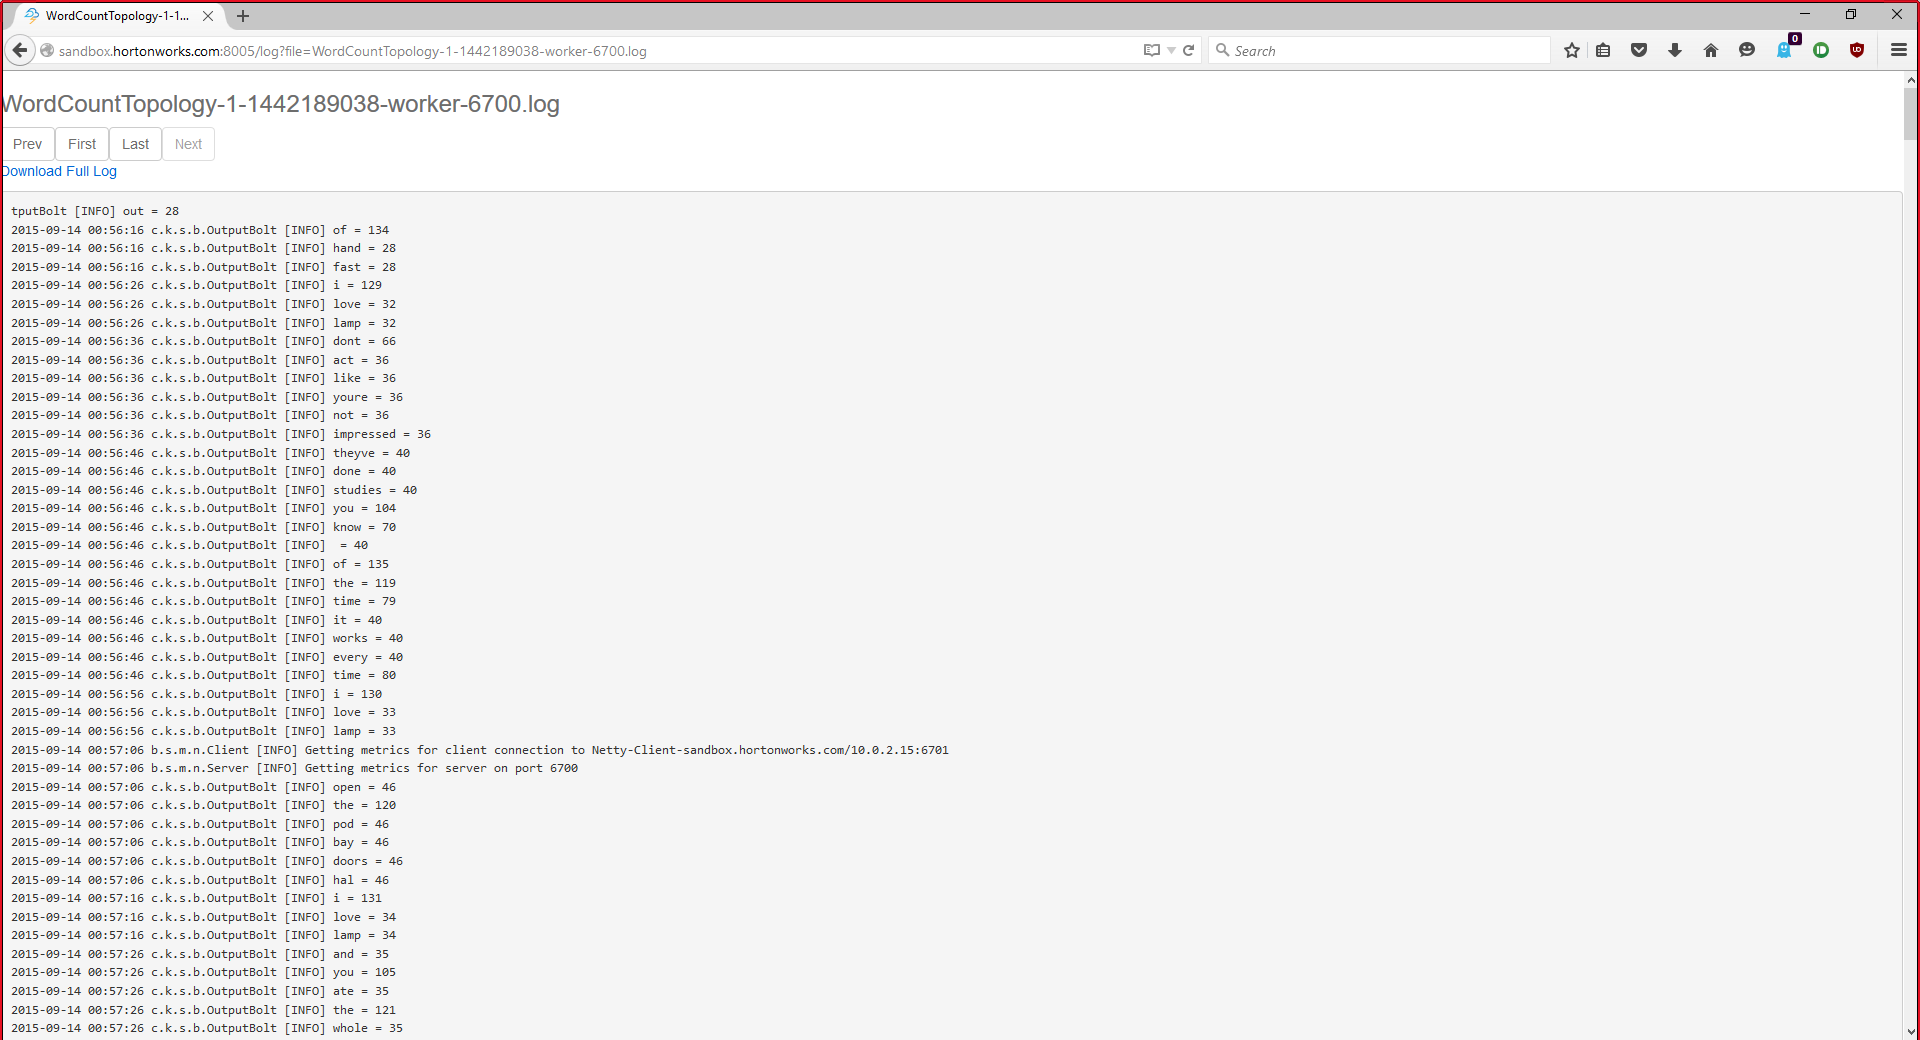 WordCountTopology-1-1...
sandbox.hortonworks.com:8005/log?file=WordCountTopology-1-1442189038-worker-6700.log
Search
0
WordCountTopology-1-1442189038-worker-6700.log
Prev First Last Next
Download Full Log
tputBolt [INFO] out = 28
2015-09-14 00:56:16 c.k.s.b.OutputBolt [INFO] of = 134
2015-09-14 00:56:16 c.k.s.b.OutputBolt [INFO] hand = 28
2015-09-14 00:56:16 c.k.s.b.OutputBolt [INFO] fast = 28
2015-09-14 00:56:26 c.k.s.b.OutputBolt [INFO] i = 129
2015-09-14 00:56:26 c.k.s.b.OutputBolt [INFO] love = 32
2015-09-14 00:56:26 c.k.s.b.OutputBolt [INFO] lamp = 32
2015-09-14 00:56:36 c.k.s.b.OutputBolt [INFO] dont = 66
2015-09-14 00:56:36 c.k.s.b.OutputBolt [INFO] act = 36
2015-09-14 00:56:36 c.k.s.b.OutputBolt [INFO] like = 36
2015-09-14 00:56:36 c.k.s.b.OutputBolt [INFO] youre = 36
2015-09-14 00:56:36 c.k.s.b.OutputBolt [INFO] not = 36
2015-09-14 00:56:36 c.k.s.b.OutputBolt [INFO] impressed = 36
2015-09-14 00:56:46 c.k.s.b.OutputBolt [INFO] theyve = 40
2015-09-14 00:56:46 c.k.s.b.OutputBolt [INFO] done = 40
2015-09-14 00:56:46 c.k.s.b.OutputBolt [INFO] studies = 40
2015-09-14 00:56:46 c.k.s.b.OutputBolt [INFO] you = 104
2015-09-14 00:56:46 c.k.s.b.OutputBolt [INFO] know = 70
2015-09-14 00:56:46 c.k.s.b.OutputBolt [INFO]  = 40
2015-09-14 00:56:46 c.k.s.b.OutputBolt [INFO] of = 135
2015-09-14 00:56:46 c.k.s.b.OutputBolt [INFO] the = 119
2015-09-14 00:56:46 c.k.s.b.OutputBolt [INFO] time = 79
2015-09-14 00:56:46 c.k.s.b.OutputBolt [INFO] it = 40
2015-09-14 00:56:46 c.k.s.b.OutputBolt [INFO] works = 40
2015-09-14 00:56:46 c.k.s.b.OutputBolt [INFO] every = 40
2015-09-14 00:56:46 c.k.s.b.OutputBolt [INFO] time = 80
2015-09-14 00:56:56 c.k.s.b.OutputBolt [INFO] i = 130
2015-09-14 00:56:56 c.k.s.b.OutputBolt [INFO] love = 33
2015-09-14 00:56:56 c.k.s.b.OutputBolt [INFO] lamp = 33
2015-09-14 00:57:06 b.s.m.n.Client [INFO] Getting metrics for client connection to Netty-Client-sandbox.hortonworks.com/10.0.2.15:6701
2015-09-14 00:57:06 b.s.m.n.Server [INFO] Getting metrics for server on port 6700
2015-09-14 00:57:06 c.k.s.b.OutputBolt [INFO] open = 46
2015-09-14 00:57:06 c.k.s.b.OutputBolt [INFO] the = 120
2015-09-14 00:57:06 c.k.s.b.OutputBolt [INFO] pod = 46
2015-09-14 00:57:06 c.k.s.b.OutputBolt [INFO] bay = 46
2015-09-14 00:57:06 c.k.s.b.OutputBolt [INFO] doors = 46
2015-09-14 00:57:06 c.k.s.b.OutputBolt [INFO] hal = 46
2015-09-14 00:57:16 c.k.s.b.OutputBolt [INFO] i = 131
2015-09-14 00:57:16 c.k.s.b.OutputBolt [INFO] love = 34
2015-09-14 00:57:16 c.k.s.b.OutputBolt [INFO] lamp = 34
2015-09-14 00:57:26 c.k.s.b.OutputBolt [INFO] and = 35
2015-09-14 00:57:26 c.k.s.b.OutputBolt [INFO] you = 105
2015-09-14 00:57:26 c.k.s.b.OutputBolt [INFO] ate = 35
2015-09-14 00:57:26 c.k.s.b.OutputBolt [INFO] the = 121
2015-09-14 00:57:26 c.k.s.b.OutputBolt [INFO] whole = 35